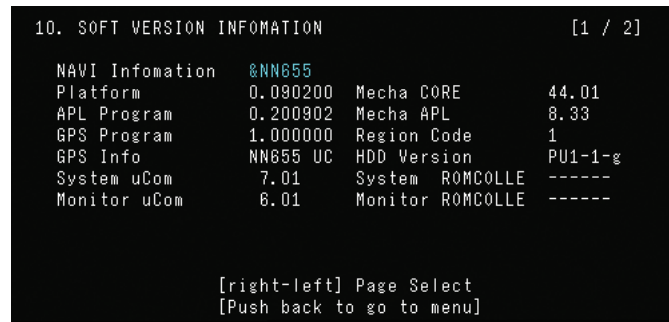 10. SOFT VERSION INFOMATION [1 / 2]
NAVI Infomation &NN655
Platform 0.090200 Mecha CORE 44.01
APL Program 0.200902 Mecha APL 8.33
GPS Program 1.000000 Region Code 1
GPS Info NN655 UC HDD Version PU1-1-g
System uCom 7.01 System ROMCOLLE ------
Monitor uCom 6.01 Monitor ROMCOLLE ------
[right-left] Page Select
[Push back to go to menu]